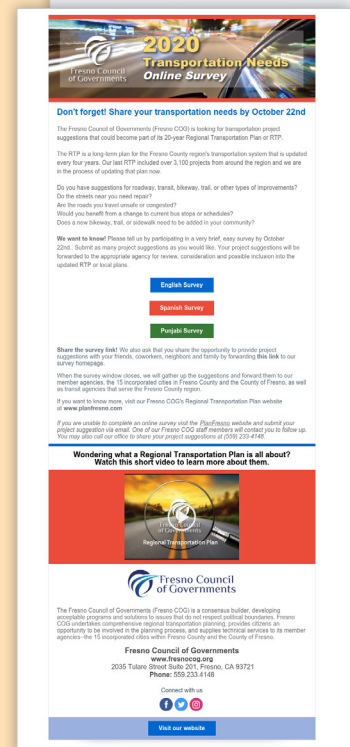 2020
Transportation Needs
Online Survey
Fresno Council
of Governments
Don't forget! Share your transportation needs by October 22nd
The Fresno Council of Governments (Fresno COG) is looking for transportation project
suggestions that could become part of its 20-year Regional Transportation Plan or RTP.
The RTP is a long-term plan for the Fresno County region's transportation system that is updated
every four years. Our last RTP included over 3,100 projects from around the region and we are
in the process of updating that plan now.
Do you have suggestions for roadway, transit, bikeway, trail, or other types of improvements?
Do the streets near you need repair?
Are the roads you travel unsafe or congested?
Would you benefit from a change to current bus stops or schedules?
Does a new bikeway, trail, or sidewalk need to be added in your community?
We want to know! Please tell us by participating in a very brief, easy survey by October
22nd.. Submit as many project suggestions as you would like. Your project suggestions will be
forwarded to the appropriate agency for review, consideration and possible inclusion into the
updated RTP or local plans.
English Survey
Spanish Survey
Punjabi Survey
Share the survey link! We also ask that you share the opportunity to provide project
suggestions with your friends, coworkers, neighbors and family by forwarding this link to our
survey homepage.
When the survey window closes, we will gather up the suggestions and forward them to our
member agencies, the 15 incorporated cities in Fresno County and the County of Fresno, as well
as transit agencies that serve the Fresno County region.
If you want to know more, visit our Fresno COG's Regional Transportation Plan website
at www.planfresno.com
If you are unable to complete an online survey visit the PlanFresno website and submit your
project suggestion via email. One of our Fresno COG staff members will contact you to follow up.
You may also call our office to share your project suggestions at (559) 233-4148.
Wondering what a Regional Transportation Plan is all about?
Watch this short video to learn more about them.
Fresno Council
of Governments
Regional Transportation Plan
Fresno Council
of Governments
The Fresno Council of Governments (Fresno COG) is a consensus builder, developing
acceptable programs and solutions to issues that do not respect political boundaries. Fresno
COG undertakes comprehensive regional transportation planning, provides citizens an
opportunity to be involved in the planning process, and supplies technical services to its member
agencies--the 15 incorporated cities within Fresno County and the County of Fresno.
Fresno Council of Governments
www.fresnocog.org
2035 Tulare Street Suite 201, Fresno, CA 93721
Phone: 559.233.4148
Connect with us
Visit our website